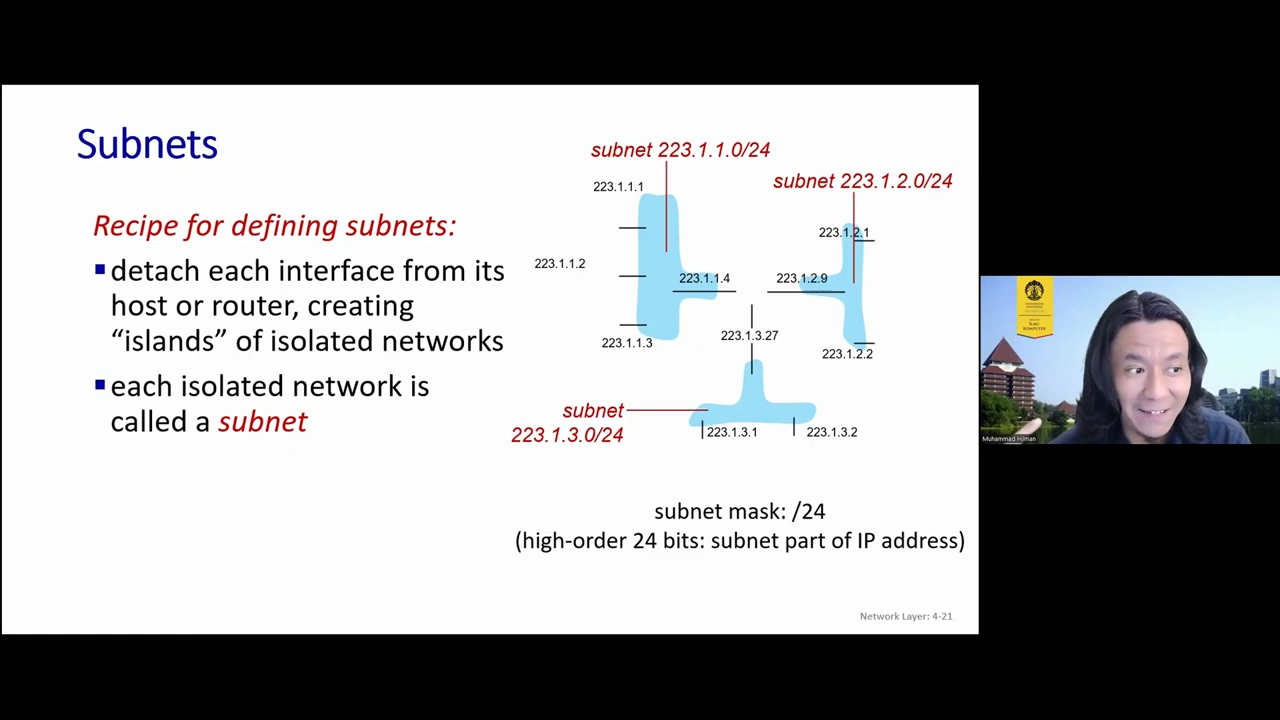 Subnets
Recipe for defining subnets:
detach each interface from its
host or router, creating
“islands” of isolated networks
each isolated network is
called a subnet
subnet 223.1.1.0/24
subnet 223.1.2.0/24
223.1.1.1
223.1.2.1
223.1.1.2
223.1.1.4
223.1.2.9
223.1.3.27
223.1.1.3
223.1.2.2
subnet
223.1.3.0/24
223.1.3.1
223.1.3.2
subnet mask: /24
(high-order 24 bits: subnet part of IP address)
Network Layer: 4-21
ILMU
KOMPUTER
Muhammad Hilman